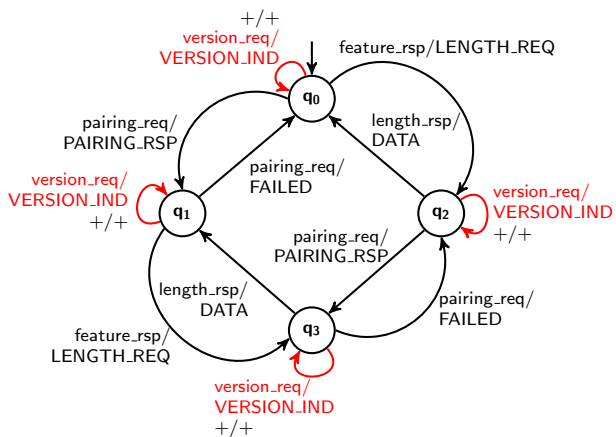 +/+
version_req/
VERSION_IND
feature_rsp/LENGTH_REQ
q0
pairing_req/
PAIRING_RSP
length_rsp/
DATA
pairing_req/
FAILED
version_req/
VERSION_IND
+/+
q1
q2
version_req/
VERSION_IND
+/+
pairing_req/
PAIRING_RSP
length_rsp/
DATA
pairing_req/
FAILED
feature_rsp/
LENGTH_REQ
q3
version_req/
VERSION_IND
+/+